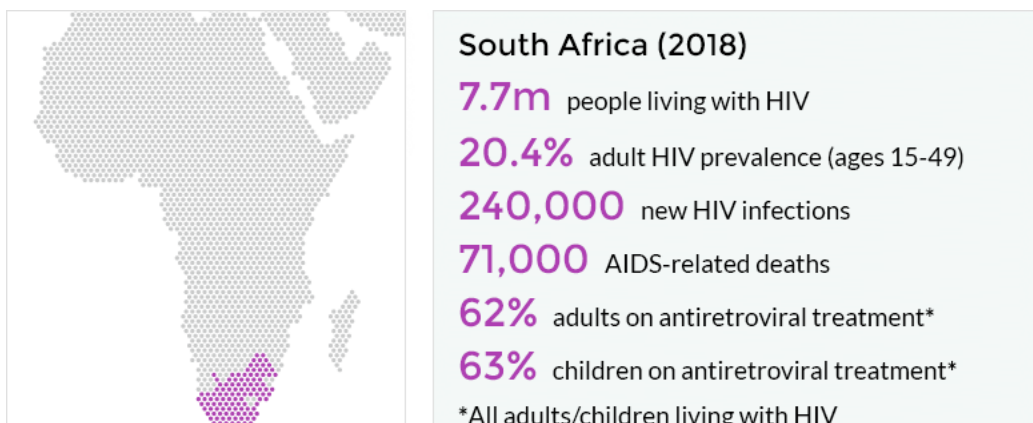 South Africa (2018)
7.7m people living with HIV
20.4% adult HIV prevalence (ages 15-49)
240,000 new HIV infections
71,000 AIDS-related deaths
62% adults on antiretroviral treatment*
63% children on antiretroviral treatment*
*All adults/children living with HIV